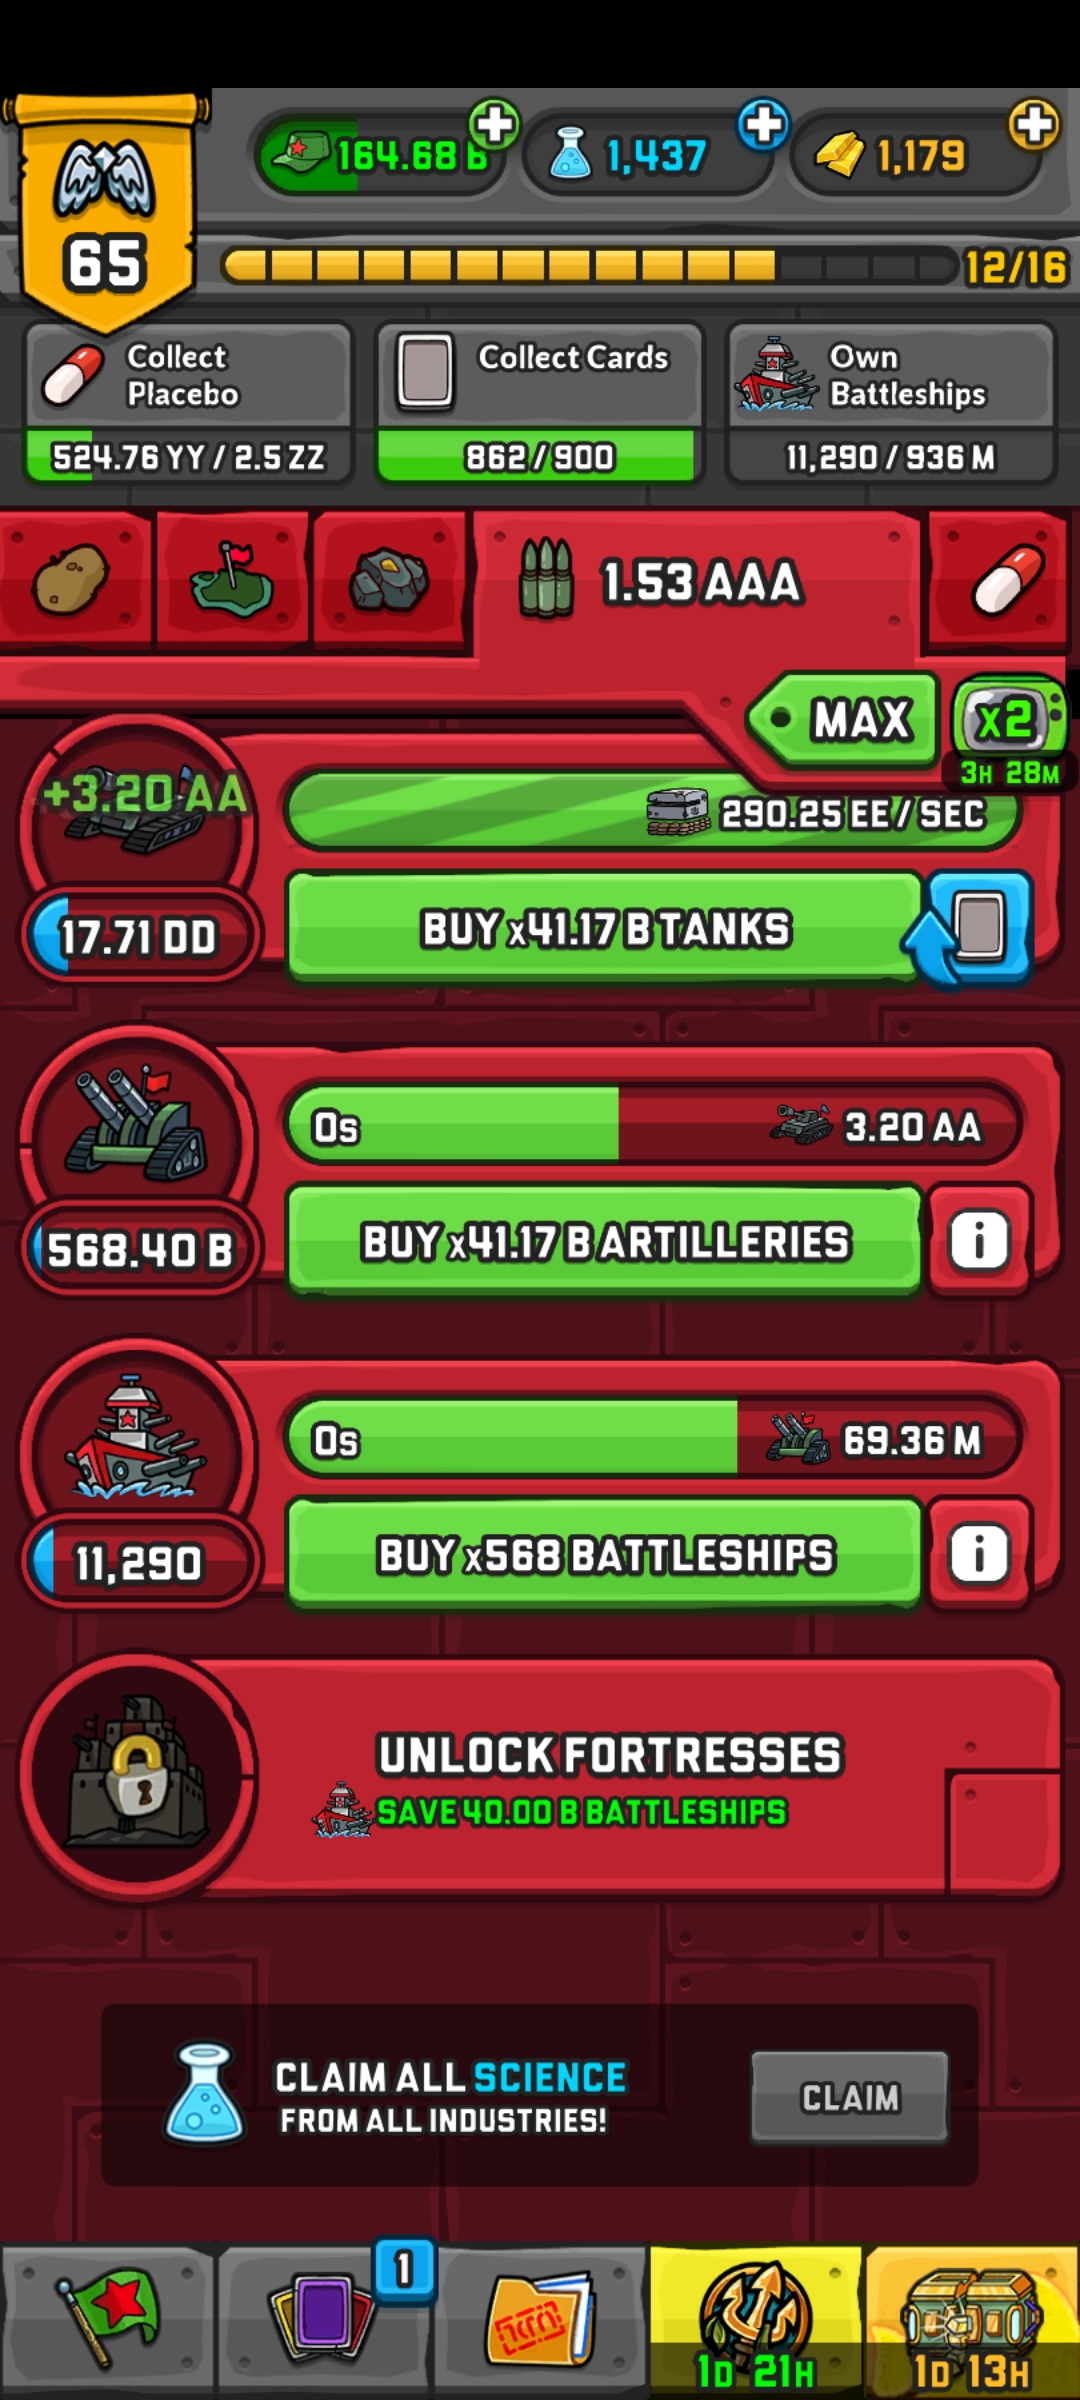 65
164.68 B
1,437
1,179
12/16
Collect
Placebo
524.76 YY / 2.5 ZZ
Collect Cards
862/900
Own
Battleships
11,290 / 936 M
1.53 AAA
MAX
x2
3H 28M
+3.20 AA
290.25 EE / SEC
17.71 DD
BUY x41.17 B TANKS
0s
3.20 AA
568.40 B
BUY x41.17 B ARTILLERIES
i
0s
69.36 M
11,290
BUY x568 BATTLESHIPS
i
UNLOCK FORTRESSES
SAVE 40.00 B BATTLESHIPS
CLAIM ALL SCIENCE
FROM ALL INDUSTRIES!
CLAIM
1
1D 21H
1D 13H